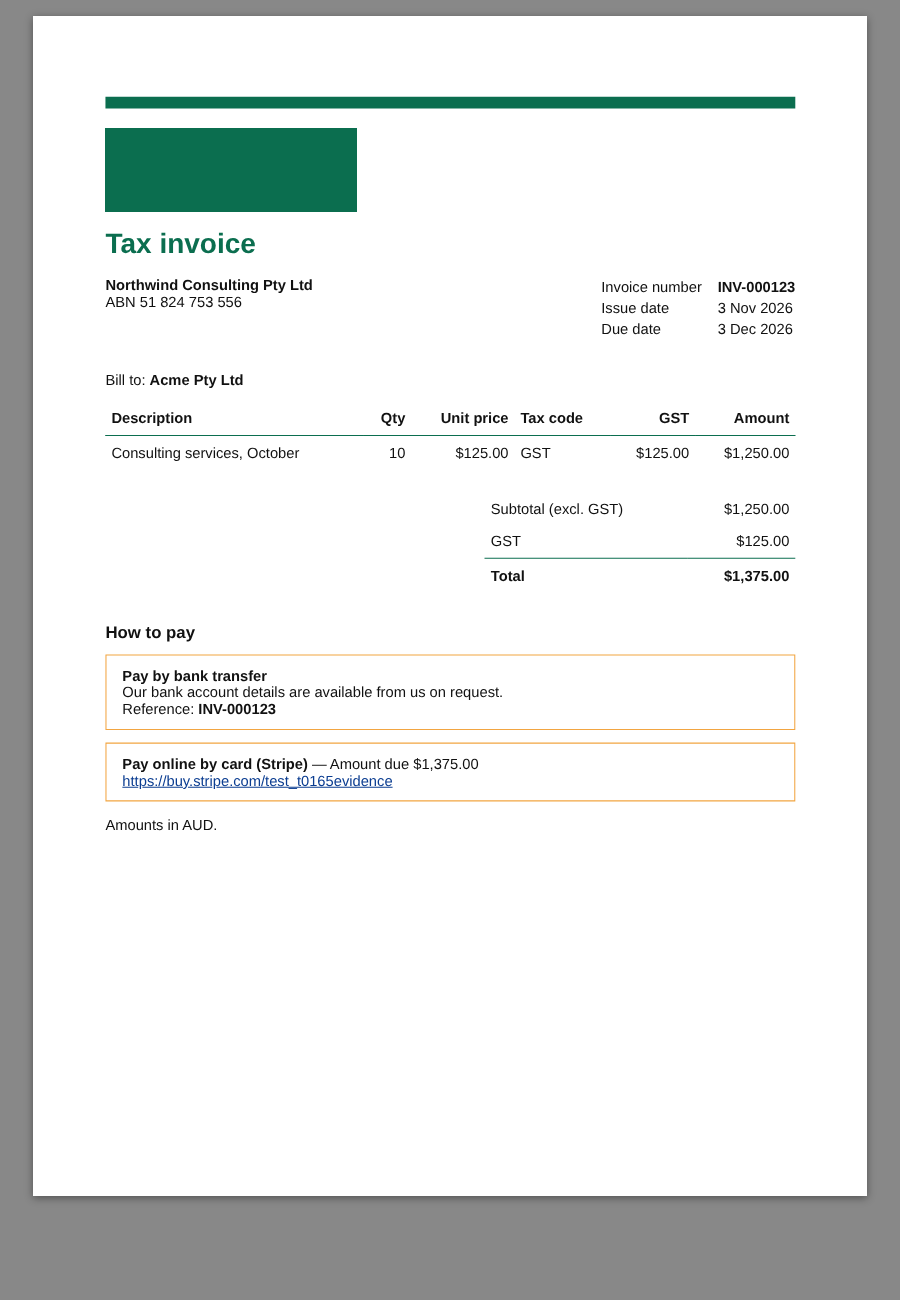 Tax invoice
Northwind Consulting Pty Ltd
ABN 51 824 753 556
Invoice number INV-000123
Issue date 3 Nov 2026
Due date 3 Dec 2026
Bill to: Acme Pty Ltd
Description Qty Unit price Tax code GST Amount
Consulting services, October 10 $125.00 GST $125.00 $1,250.00
Subtotal (excl. GST) $1,250.00
GST $125.00
Total $1,375.00
How to pay
Pay by bank transfer
Our bank account details are available from us on request.
Reference: INV-000123
Pay online by card (Stripe) — Amount due $1,375.00
https://buy.stripe.com/test_t0165evidence
Amounts in AUD.